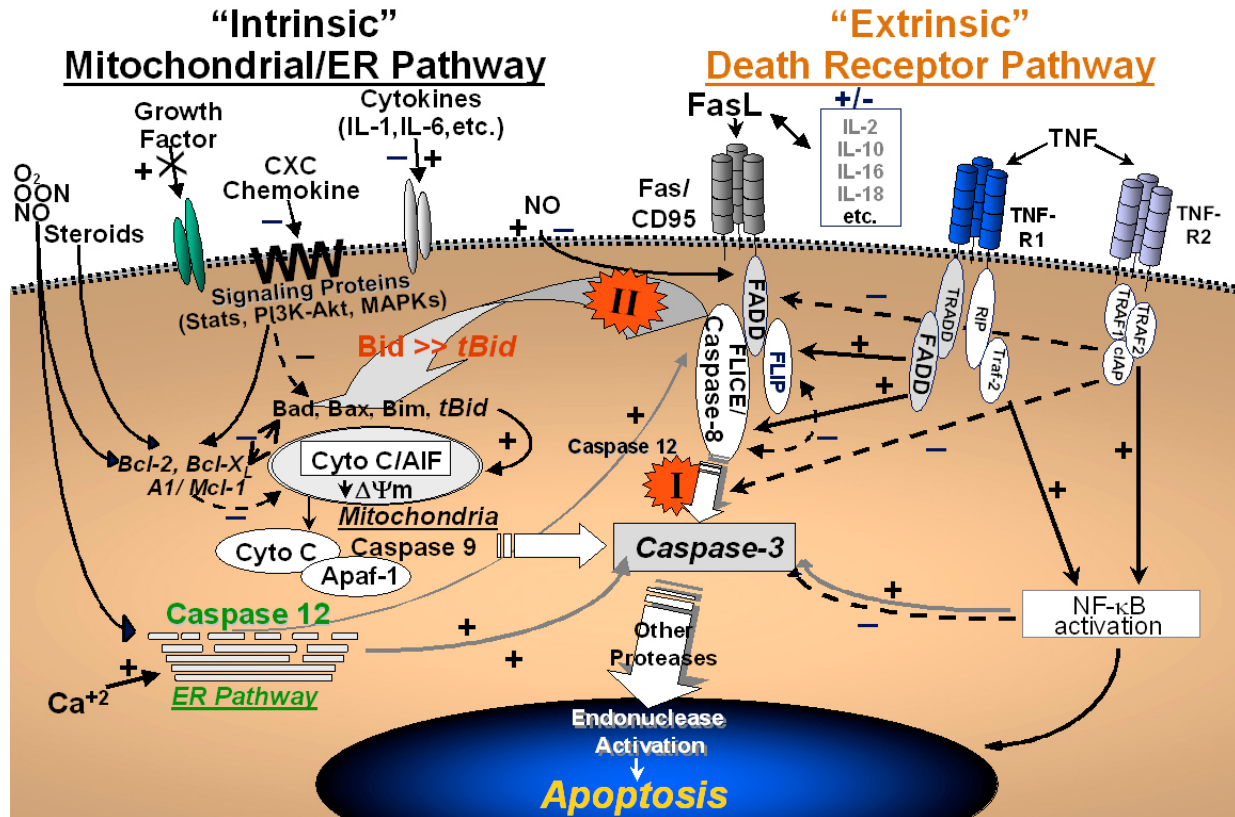 “Intrinsic”
Mitochondrial/ER Pathway
“Extrinsic”
Death Receptor Pathway
Growth
Factor
+
Cytokines
(IL-1,IL-6,etc.)
– +
CXC
Chemokine
–
O₂
OON
NO
Steroids
NO
+ –
FasL
+/-
IL-2
IL-10
IL-16
IL-18
etc.
Fas/
CD95
TNF
TNF-
R1
TNF-
R2
WW
Signaling Proteins
(Stats, PI3K-Akt, MAPKs)
–
II
Bid >> tBid
FADD
FLICE/
Caspase-8
FLIP
TRADD
FADD
RIP
Traf-2
TRAF1
TRAF2
cIAP
–
+
+
–
–
+
+
Bad, Bax, Bim, tBid
+
–
Bcl-2, Bcl-XL
A1/ Mcl-1
–
Cyto C/AIF
ΔΨm
Mitochondria
Caspase 12
+
I
Cyto C
Apaf-1
Caspase 9
Caspase-3
+
–
NF-κB
activation
Caspase 12
+
+
+
Ca+2
ER Pathway
Other
Proteases
Endonuclease
Activation
Apoptosis